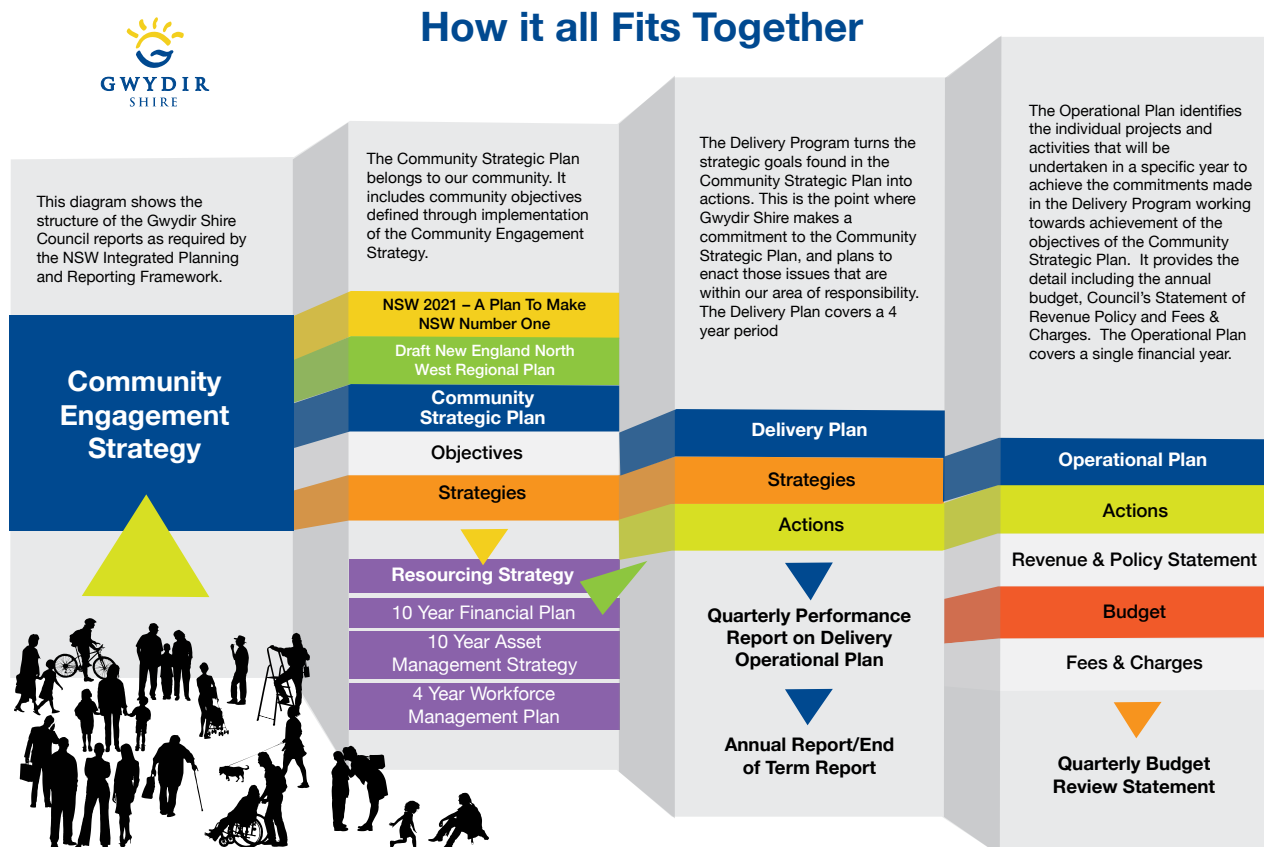 How it all Fits Together
GWYDIR
SHIRE
This diagram shows the
structure of the Gwydir Shire
Council reports as required by
the NSW Integrated Planning
and Reporting Framework.
Community
Engagement
Strategy
The Community Strategic Plan
belongs to our community. It
includes community objectives
defined through implementation
of the Community Engagement
Strategy.
NSW 2021 – A Plan To Make
NSW Number One
Draft New England North
West Regional Plan
Community
Strategic Plan
Objectives
Strategies
Resourcing Strategy
10 Year Financial Plan
10 Year Asset
Management Strategy
4 Year Workforce
Management Plan
The Delivery Program turns the
strategic goals found in the
Community Strategic Plan into
actions. This is the point where
Gwydir Shire makes a
commitment to the Community
Strategic Plan, and plans to
enact those issues that are
within our area of responsibility.
The Delivery Plan covers a 4
year period
Delivery Plan
Strategies
Actions
Quarterly Performance
Report on Delivery
Operational Plan
Annual Report/End
of Term Report
The Operational Plan identifies
the individual projects and
activities that will be
undertaken in a specific year to
achieve the commitments made
in the Delivery Program working
towards achievement of the
objectives of the Community
Strategic Plan.  It provides the
detail including the annual
budget, Council's Statement of
Revenue Policy and Fees &
Charges.  The Operational Plan
covers a single financial year.
Operational Plan
Actions
Revenue & Policy Statement
Budget
Fees & Charges
Quarterly Budget
Review Statement